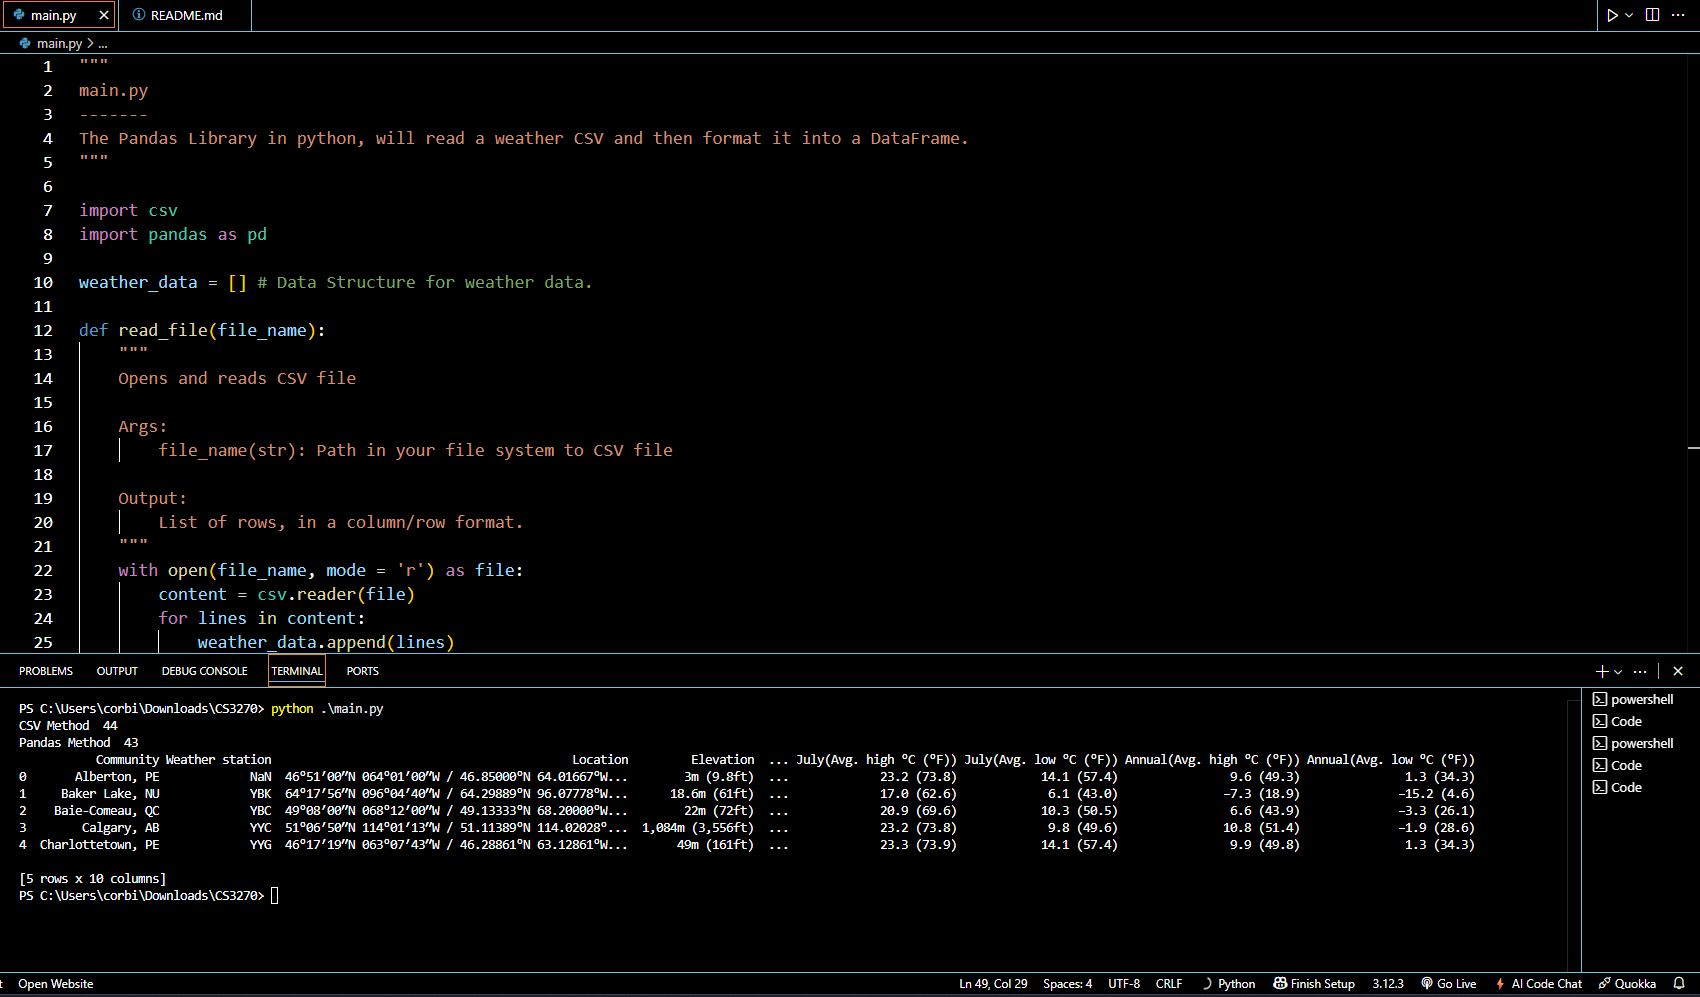 main.py
README.md
main.py > ...
1 """
2 main.py
3 -------
4 The Pandas Library in python, will read a weather CSV and then format it into a DataFrame.
5 """
6
7 import csv
8 import pandas as pd
9
10 weather_data = [] # Data Structure for weather data.
11
12 def read_file(file_name):
13 """
14 Opens and reads CSV file
15
16 Args:
17 file_name(str): Path in your file system to CSV file
18
19 Output:
20 List of rows, in a column/row format.
21 """
22 with open(file_name, mode = 'r') as file:
23 content = csv.reader(file)
24 for lines in content:
25 weather_data.append(lines)
PROBLEMS OUTPUT DEBUG CONSOLE TERMINAL PORTS
PS C:\Users\corbi\Downloads\CS3270> python .\main.py
CSV Method  44
Pandas Method  43
Community Weather station Location Elevation ... July(Avg. high °C (°F)) July(Avg. low °C (°F)) Annual(Avg. high °C (°F)) Annual(Avg. low °C (°F))
0 Alberton, PE NaN 46°51′00″N 064°01′00″W / 46.85000°N 64.01667°W... 3m (9.8ft) ... 23.2 (73.8) 14.1 (57.4) 9.6 (49.3) 1.3 (34.3)
1 Baker Lake, NU YBK 64°17′56″N 096°04′40″W / 64.29889°N 96.07778°W... 18.6m (61ft) ... 17.0 (62.6) 6.1 (43.0) −7.3 (18.9) −15.2 (4.6)
2 Baie-Comeau, QC YBC 49°08′00″N 068°12′00″W / 49.13333°N 68.20000°W... 22m (72ft) ... 20.9 (69.6) 10.3 (50.5) 6.6 (43.9) −3.3 (26.1)
3 Calgary, AB YYC 51°06′50″N 114°01′13″W / 51.11389°N 114.02028°... 1,084m (3,556ft) ... 23.2 (73.8) 9.8 (49.6) 10.8 (51.4) −1.9 (28.6)
4 Charlottetown, PE YYG 46°17′19″N 063°07′43″W / 46.28861°N 63.12861°W... 49m (161ft) ... 23.3 (73.9) 14.1 (57.4) 9.9 (49.8) 1.3 (34.3)
[5 rows x 10 columns]
PS C:\Users\corbi\Downloads\CS3270>
powershell
Code
powershell
Code
Code
Open Website Ln 49, Col 29 Spaces: 4 UTF-8 CRLF Python Finish Setup 3.12.3 Go Live AI Code Chat Quokka